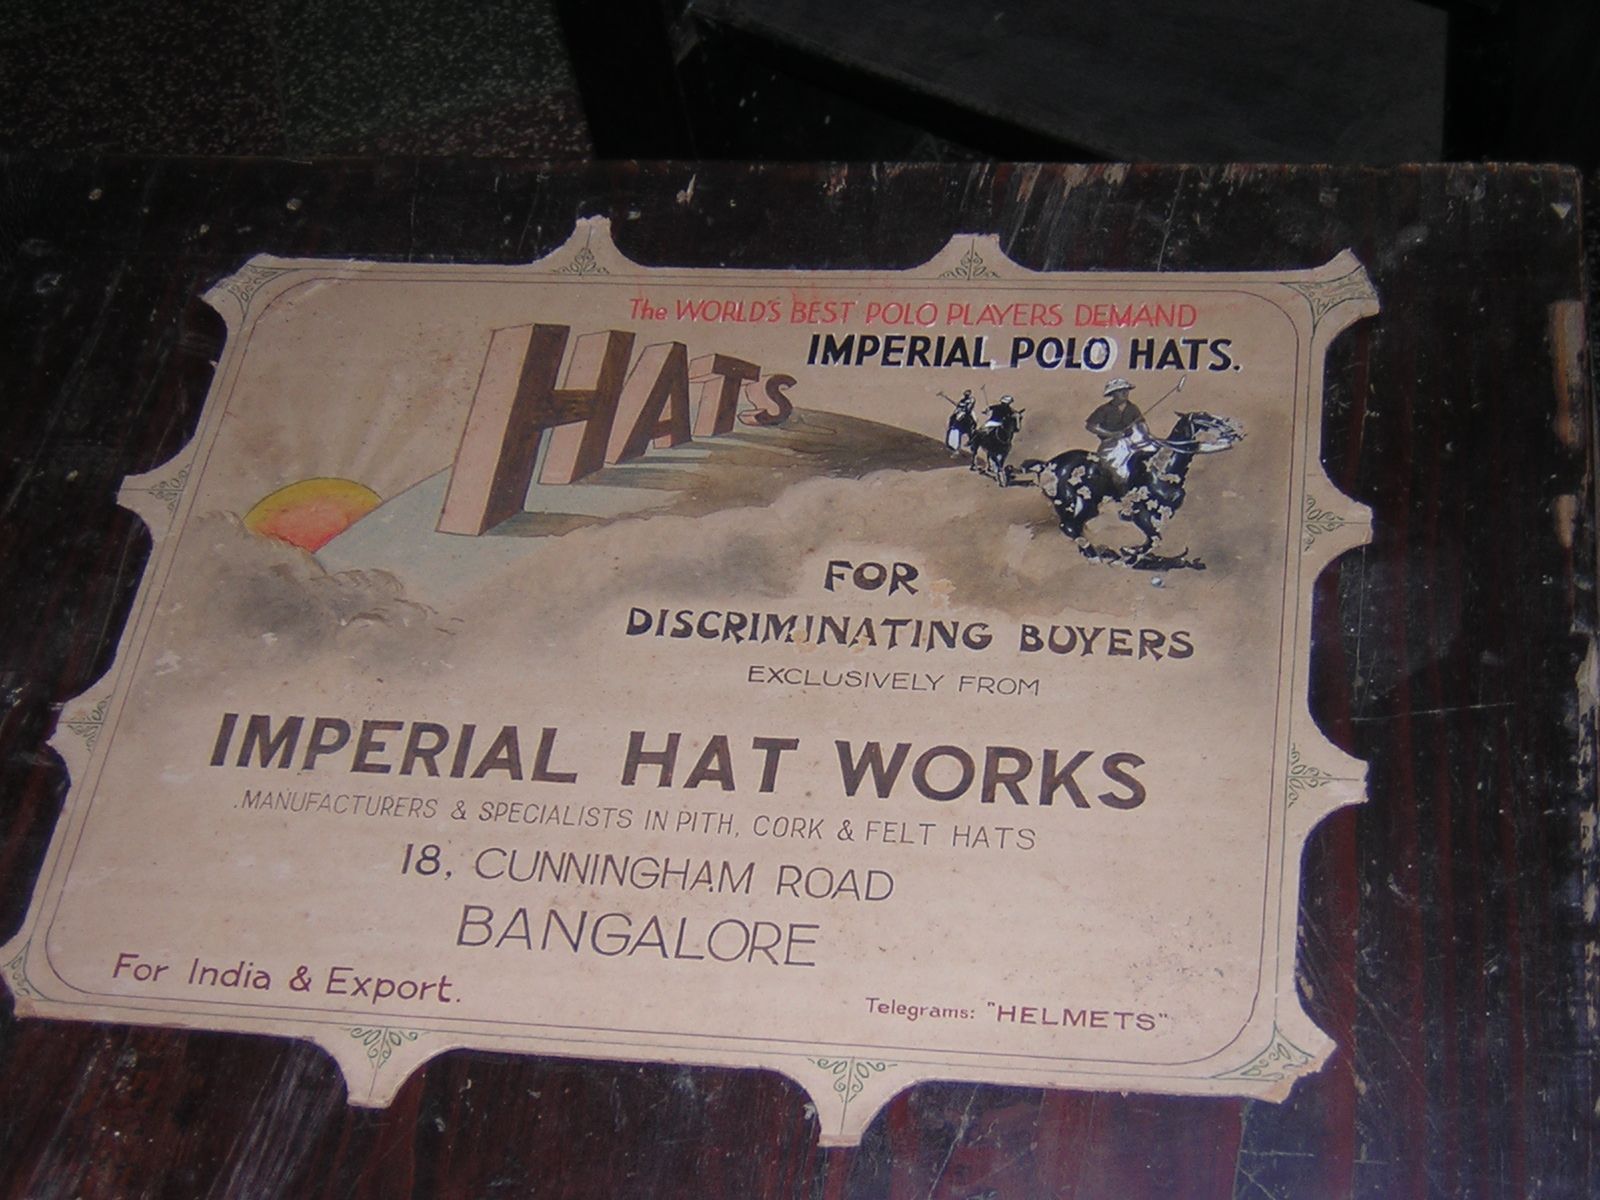 The WORLD'S BEST POLO PLAYERS DEMAND
IMPERIAL POLO HATS.
HATS
FOR
DISCRIMINATING BUYERS
EXCLUSIVELY FROM
IMPERIAL HAT WORKS
MANUFACTURERS & SPECIALISTS IN PITH, CORK & FELT HATS
18, CUNNINGHAM ROAD
BANGALORE
For India & Export.
Telegrams: "HELMETS"